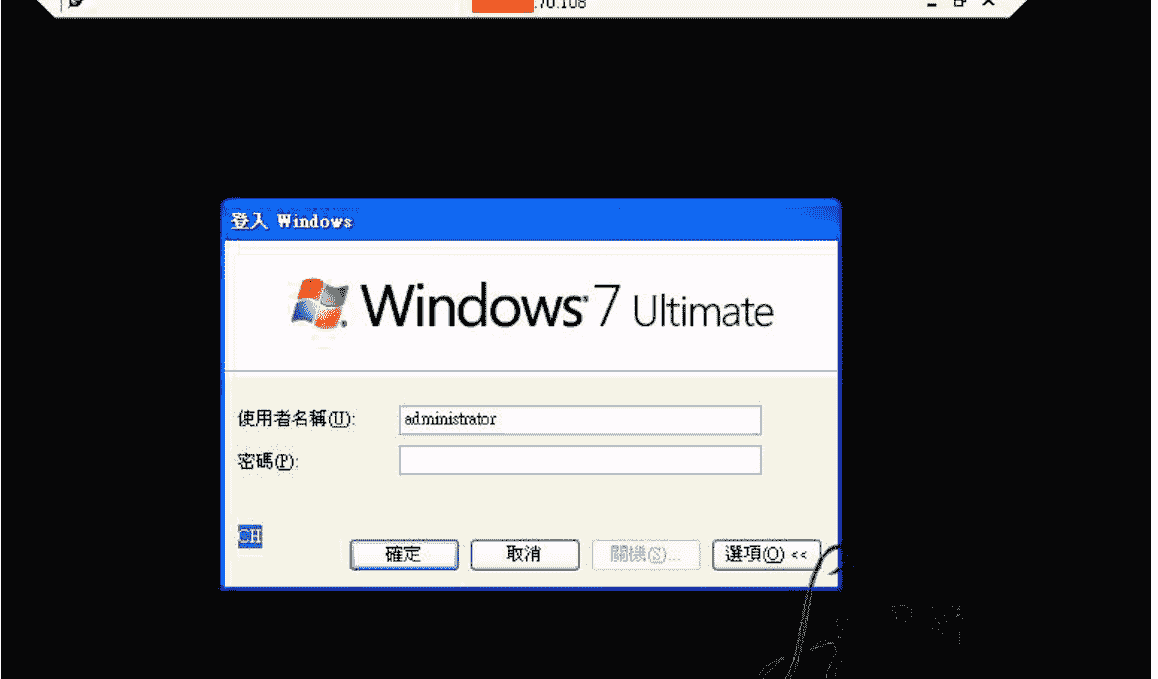 .70.108
登入 Windows
Windows 7 Ultimate
使用者名稱(U): administrator
密碼(P):
CH
確定 取消 關機(S)... 選項(O) <<